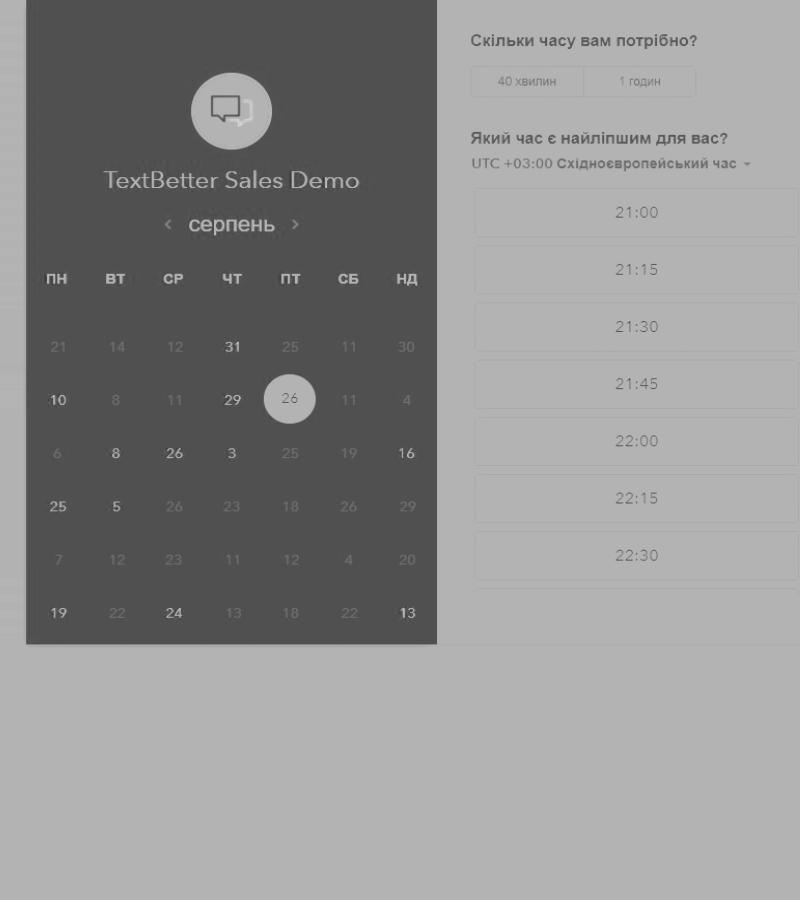 TextBetter Sales Demo
серпень
ПН ВТ СР ЧТ ПТ СБ НД
21 14 12 31 25 11 30
10 8 11 29 26 11 4
6 8 26 3 25 19 16
25 5 26 23 18 26 29
7 12 23 11 12 4 20
19 22 24 13 18 22 13
Скільки часу вам потрібно?
40 хвилин 1 годин
Який час є найліпшим для вас?
UTC +03:00 Східноєвропейський час
21:00
21:15
21:30
21:45
22:00
22:15
22:30